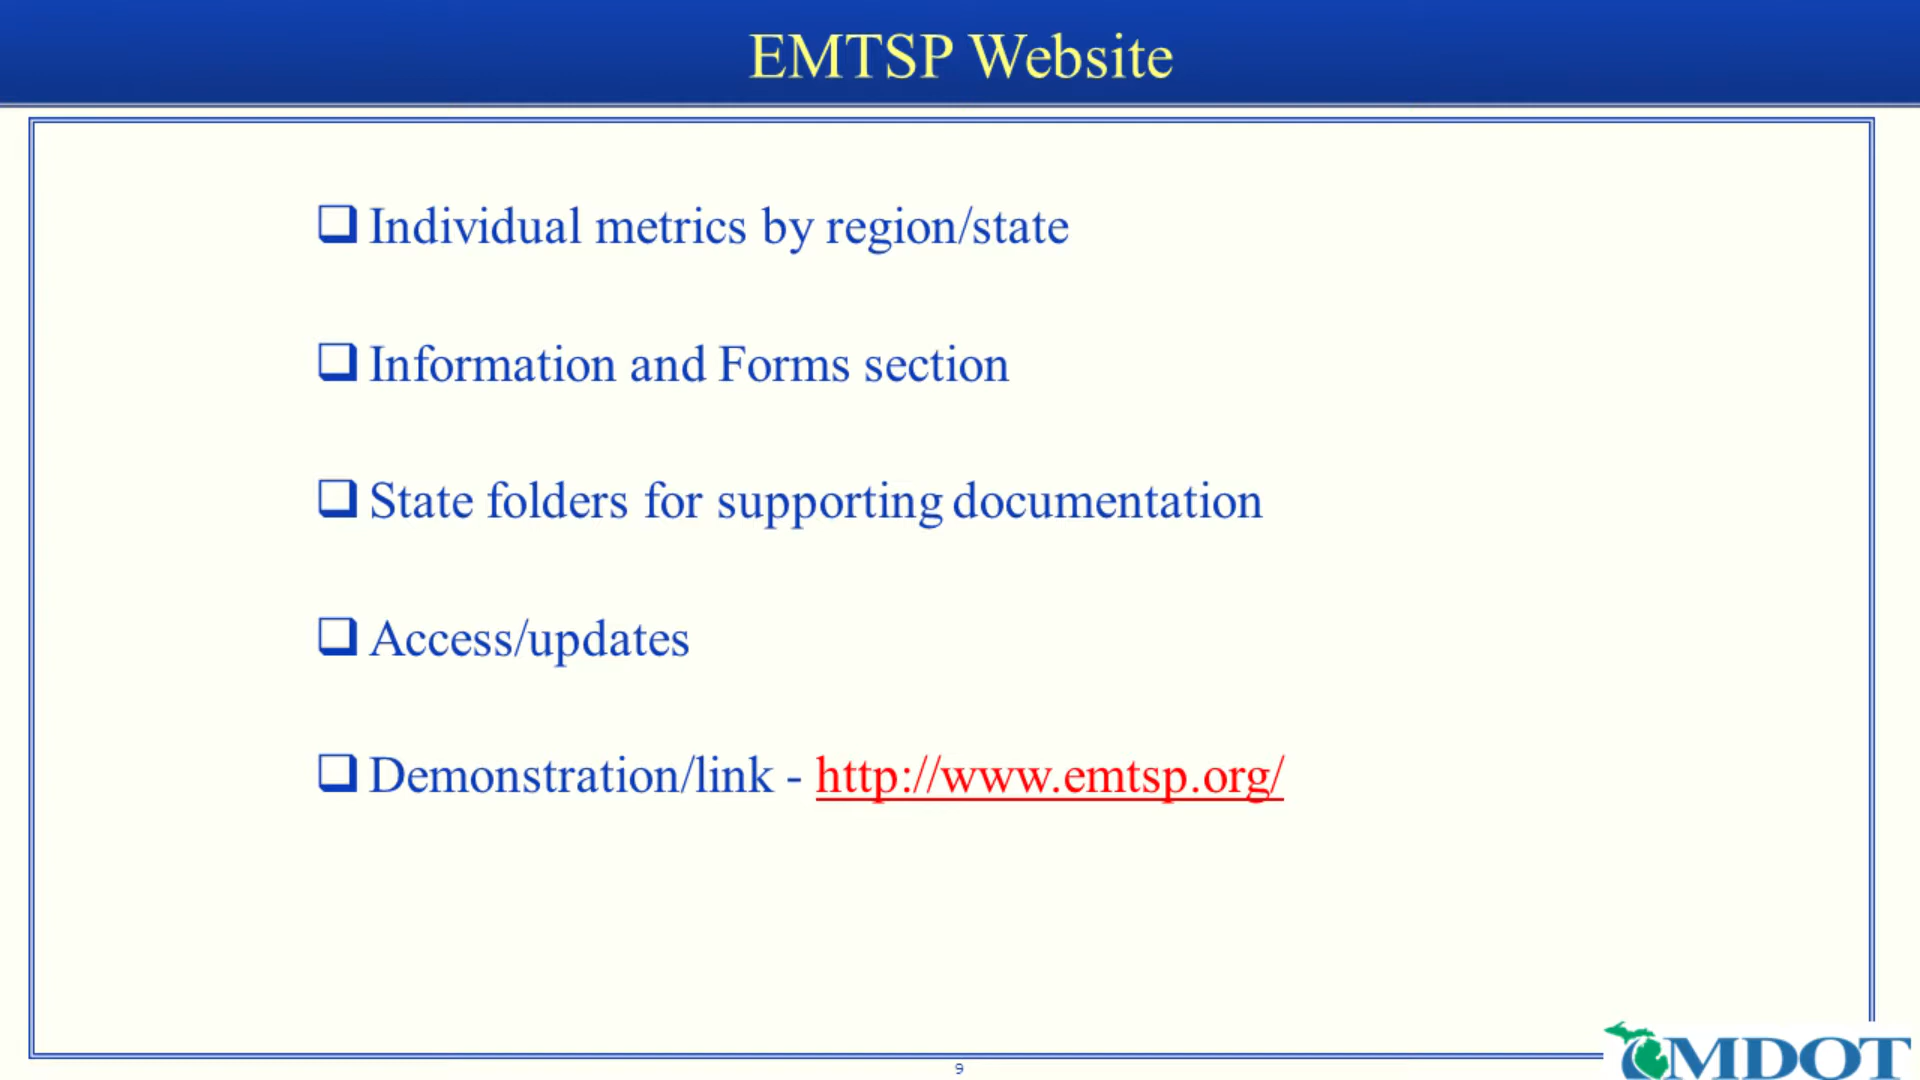 EMTSP Website
Individual metrics by region/state
Information and Forms section
State folders for supporting documentation
Access/updates
Demonstration/link - http://www.emtsp.org/
9
MDOT